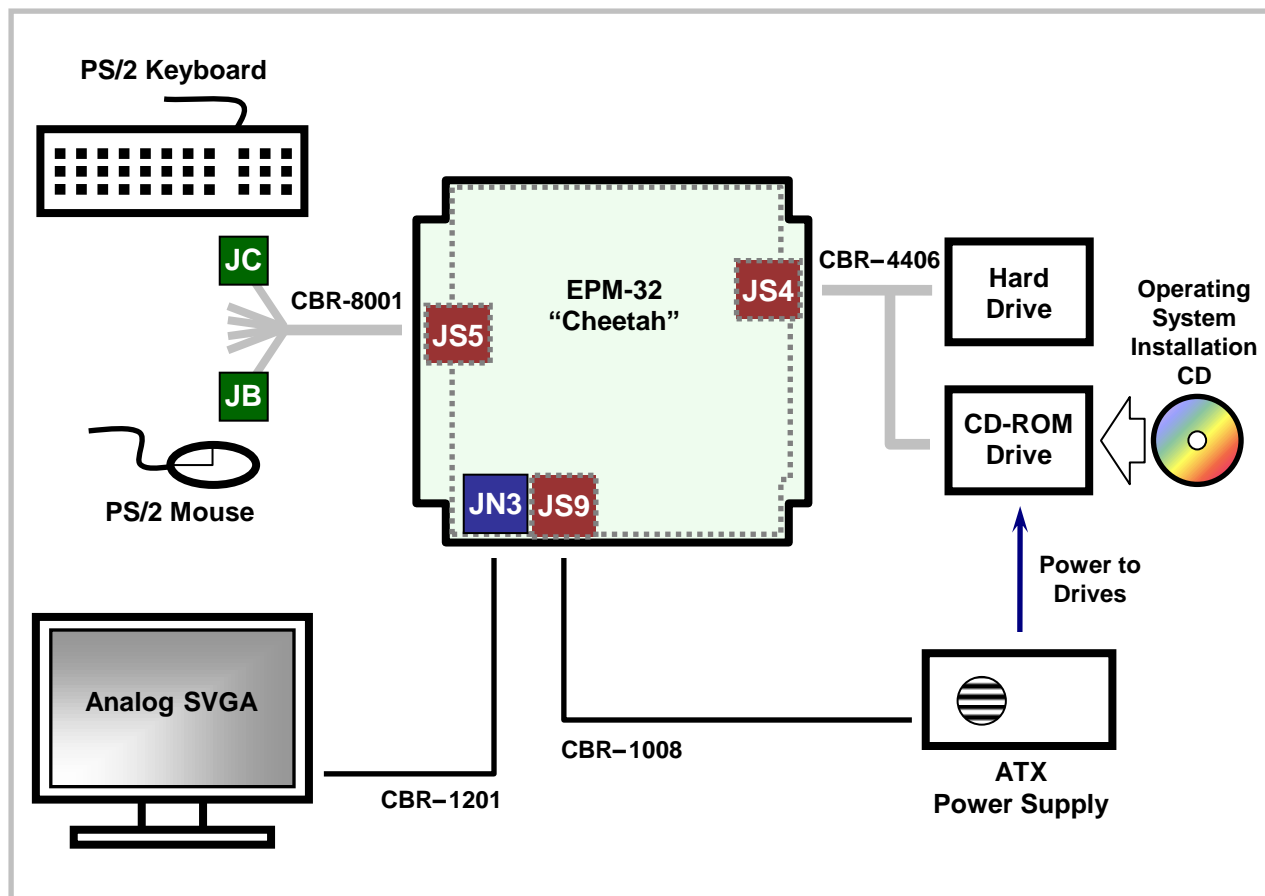 PS/2 Keyboard
JC
CBR-8001
JB
PS/2 Mouse
JS5
EPM-32
“Cheetah”
JS4
CBR–4406
Hard
Drive
Operating
System
Installation
CD
CD-ROM
Drive
JN3
JS9
Power to
Drives
Analog SVGA
CBR–1201
CBR–1008
ATX
Power Supply